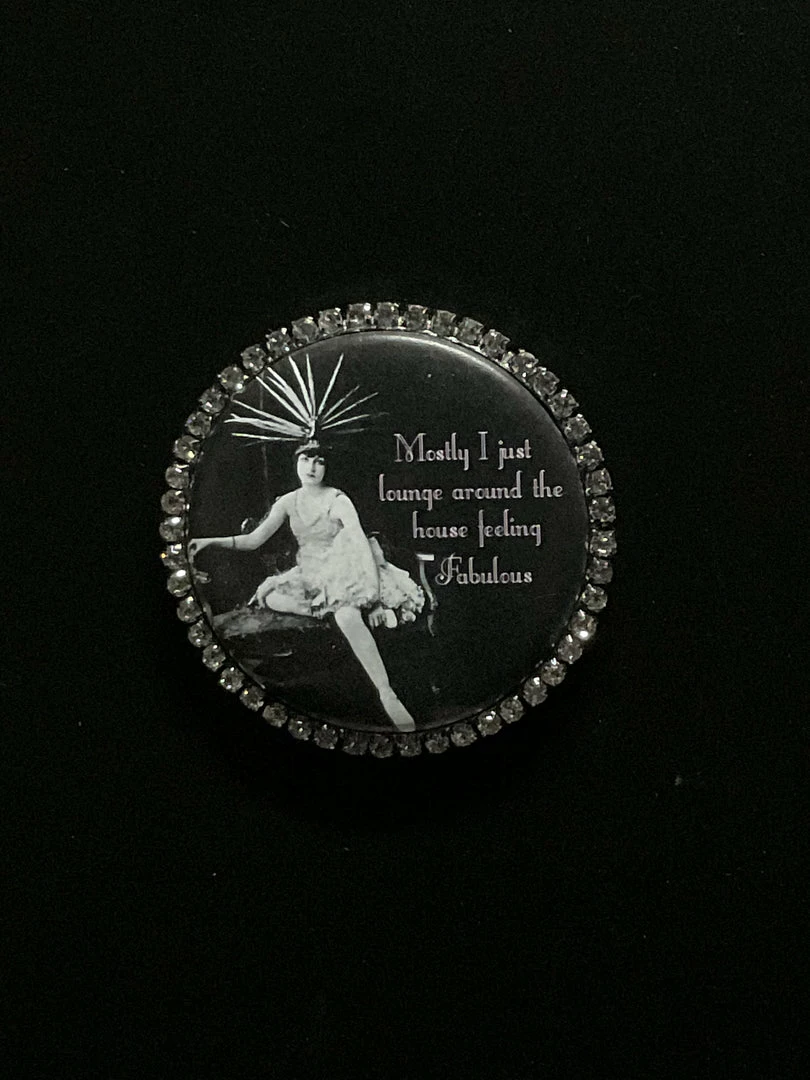 Mostly I just
lounge around the
house feeling
Fabulous